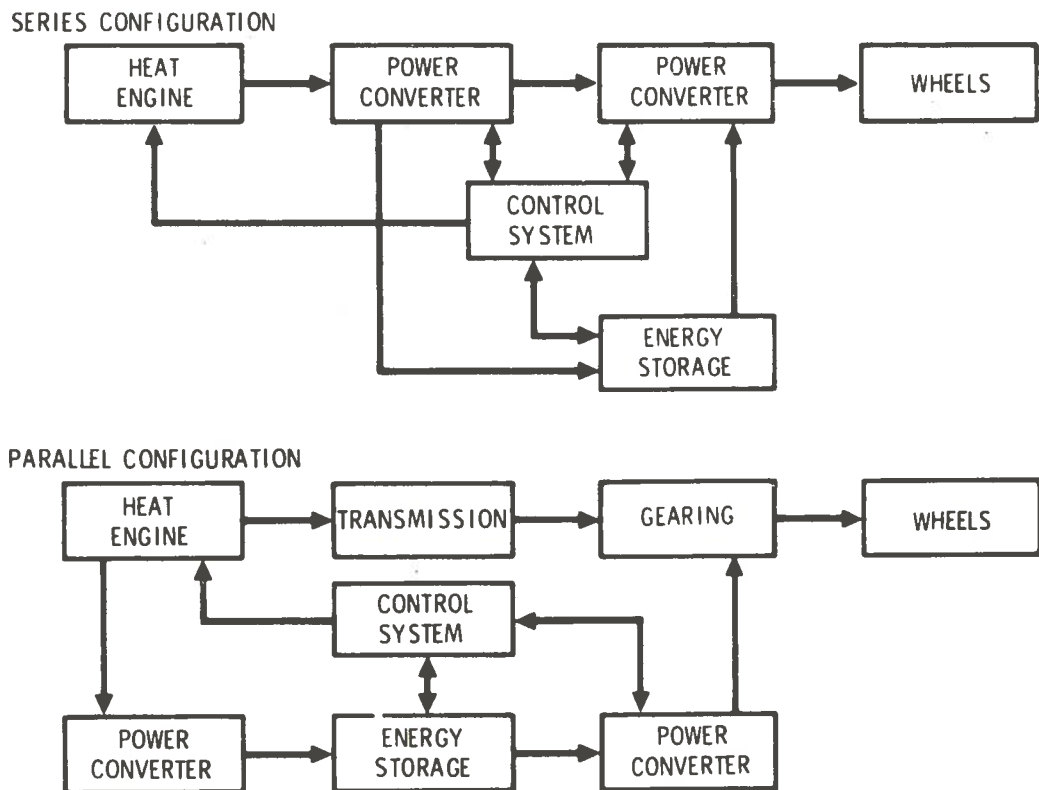 SERIES CONFIGURATION
HEAT
ENGINE
POWER
CONVERTER
POWER
CONVERTER
WHEELS
CONTROL
SYSTEM
ENERGY
STORAGE
PARALLEL CONFIGURATION
HEAT
ENGINE
TRANSMISSION
GEARING
WHEELS
CONTROL
SYSTEM
POWER
CONVERTER
ENERGY
STORAGE
POWER
CONVERTER